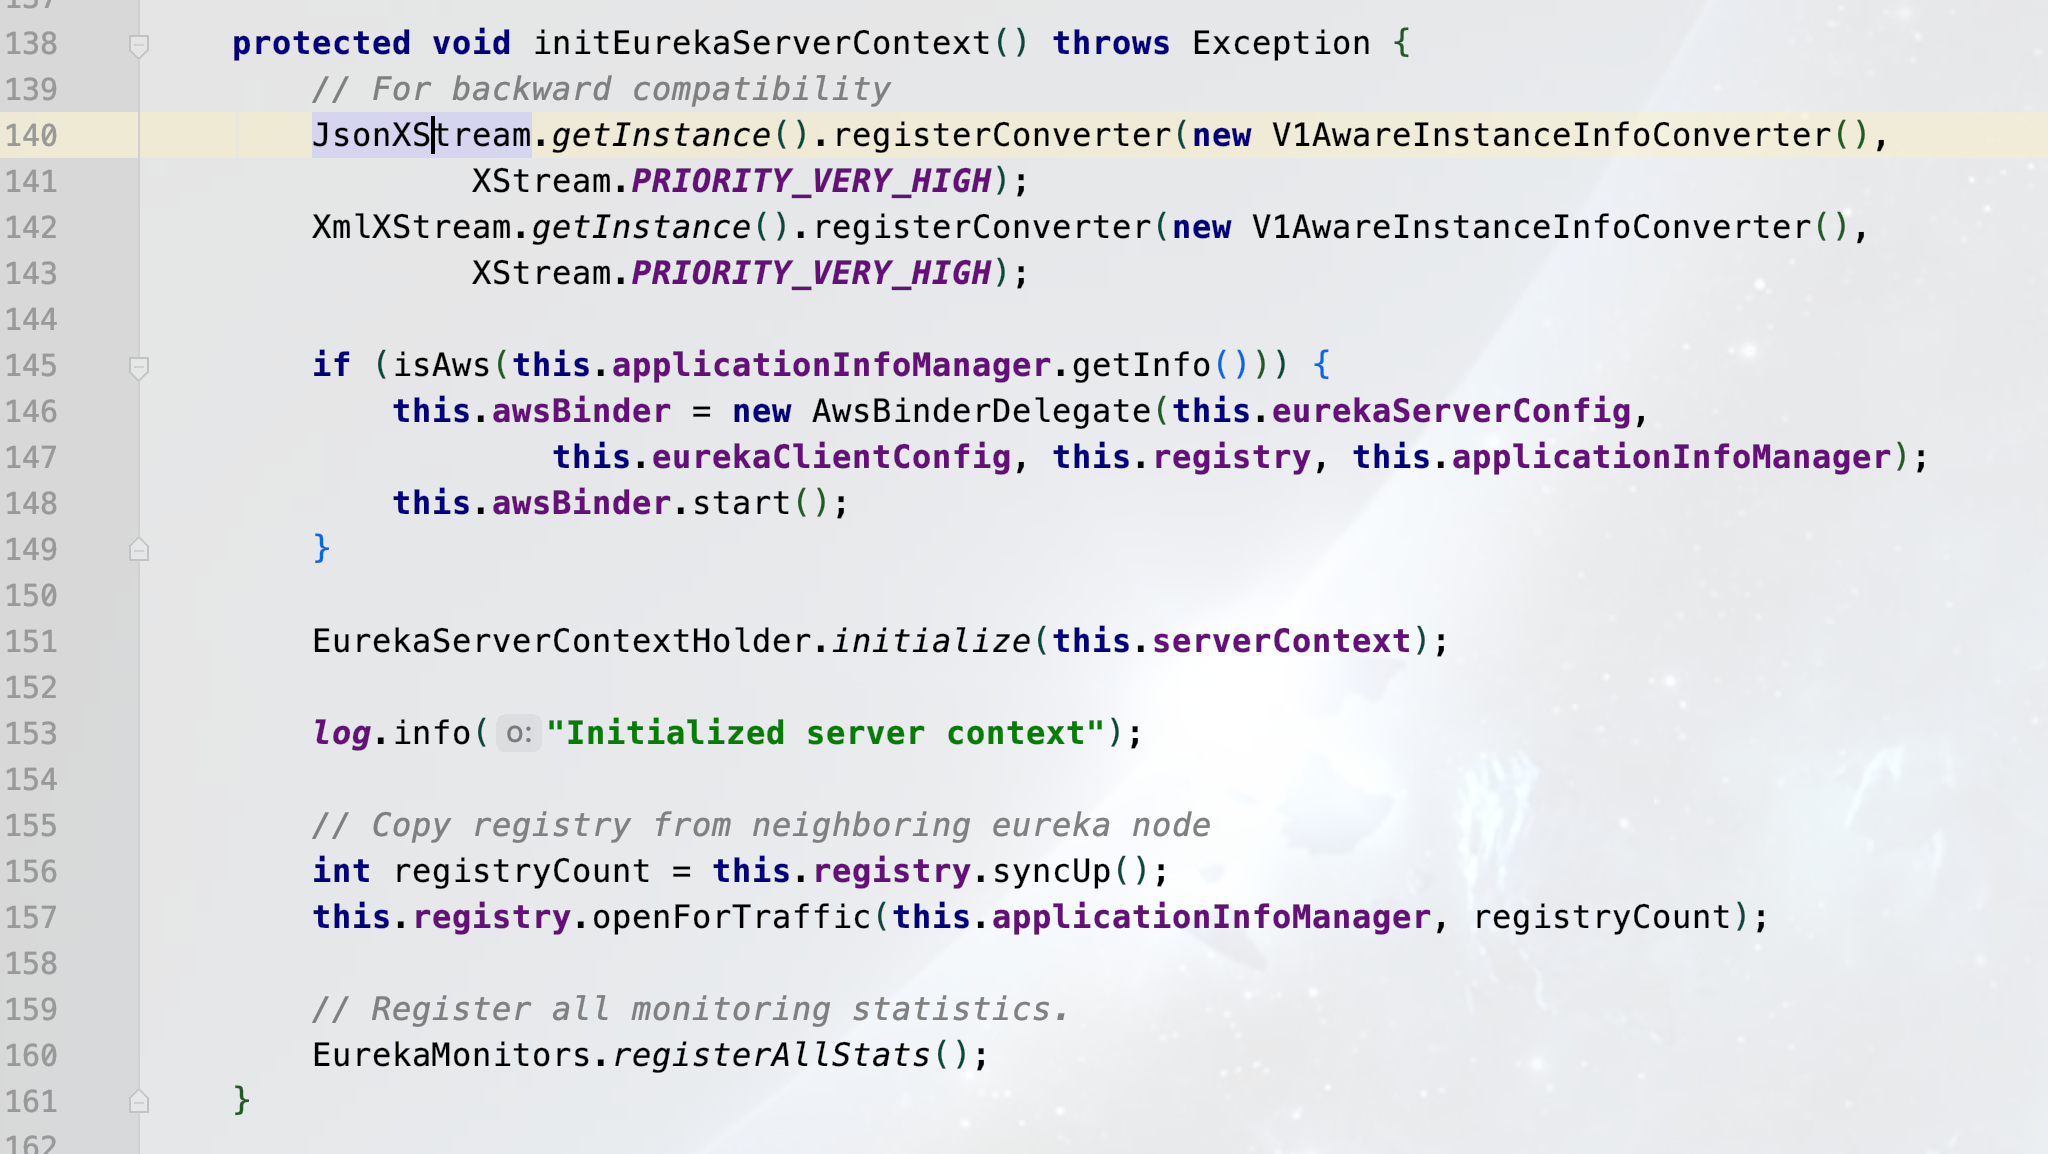 137
138 protected void initEurekaServerContext() throws Exception {
139 // For backward compatibility
140 JsonXStream.getInstance().registerConverter(new V1AwareInstanceInfoConverter(),
141 XStream.PRIORITY_VERY_HIGH);
142 XmlXStream.getInstance().registerConverter(new V1AwareInstanceInfoConverter(),
143 XStream.PRIORITY_VERY_HIGH);
144
145 if (isAws(this.applicationInfoManager.getInfo())) {
146 this.awsBinder = new AwsBinderDelegate(this.eurekaServerConfig,
147 this.eurekaClientConfig, this.registry, this.applicationInfoManager);
148 this.awsBinder.start();
149 }
150
151 EurekaServerContextHolder.initialize(this.serverContext);
152
153 log.info( o: "Initialized server context");
154
155 // Copy registry from neighboring eureka node
156 int registryCount = this.registry.syncUp();
157 this.registry.openForTraffic(this.applicationInfoManager, registryCount);
158
159 // Register all monitoring statistics.
160 EurekaMonitors.registerAllStats();
161 }
162